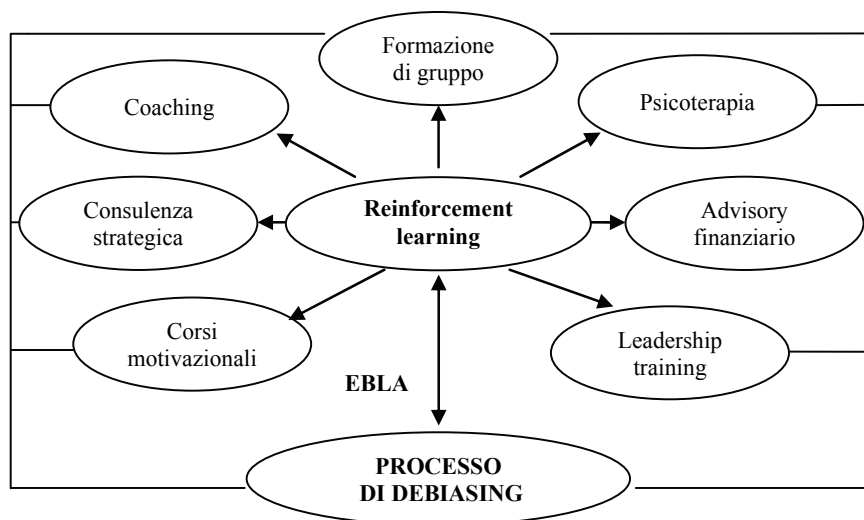 Formazione
di gruppo
Coaching
Psicoterapia
Consulenza
strategica
Reinforcement
learning
Advisory
finanziario
Corsi
motivazionali
Leadership
training
EBLA
PROCESSO
DI DEBIASING